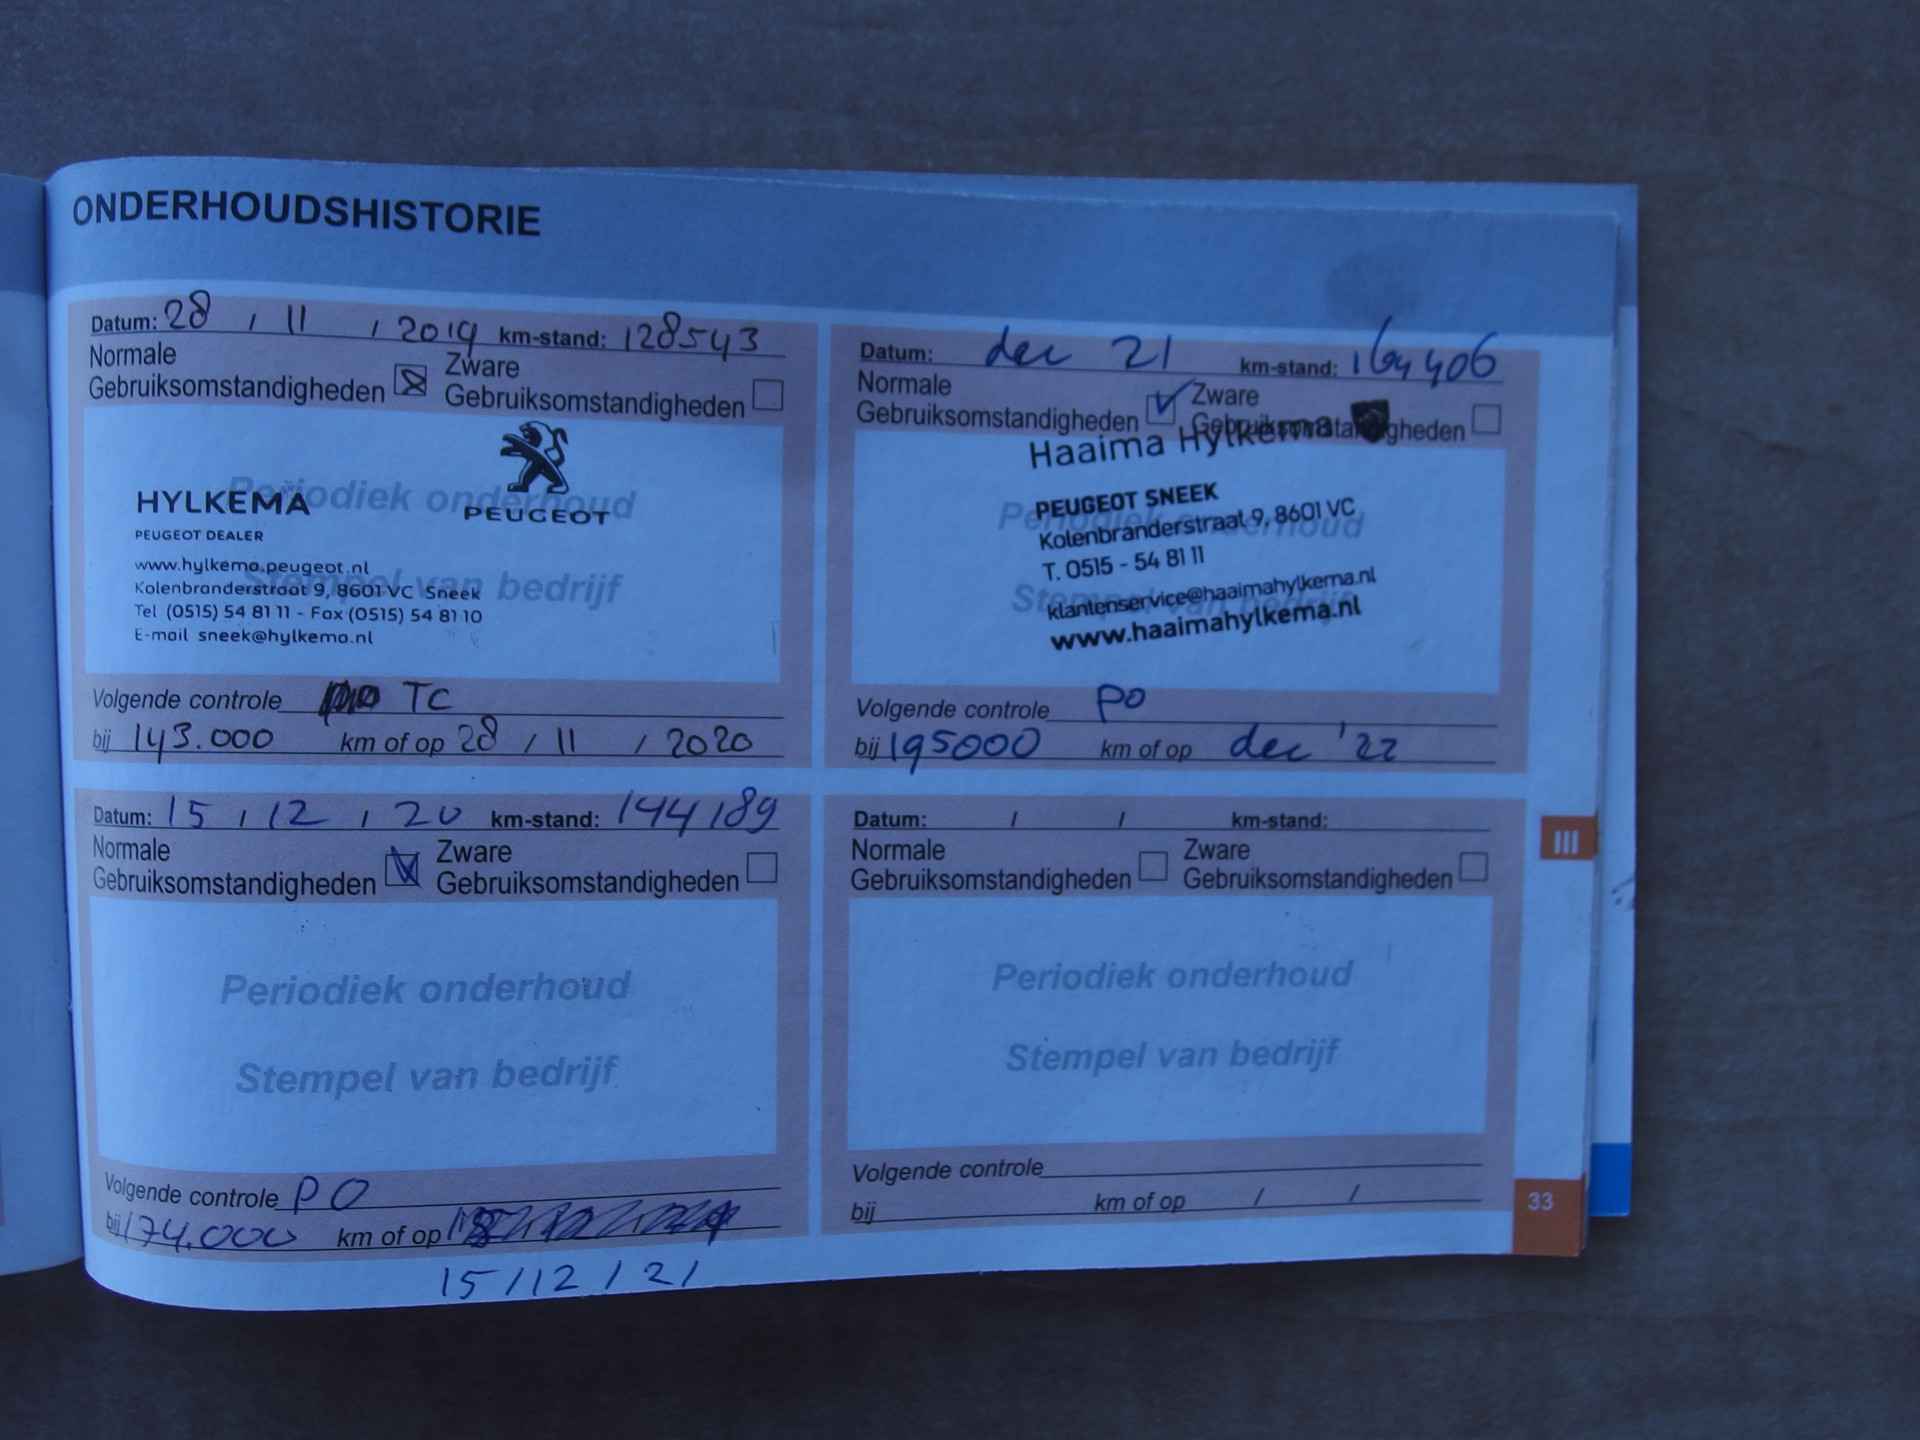 ONDERHOUDSHISTORIE
Datum: 28 / 11 / 2019 km-stand: 128543
Normale
Gebruiksomstandigheden
Zware
Gebruiksomstandigheden
HYLKEMA
PEUGEOT DEALER
PEUGEOT
Periodiek onderhoud
Stempel van bedrijf
www.hylkema.peugeot.nl
Kolenbranderstraat 9, 8601 VC Sneek
Tel (0515) 54 81 11 - Fax (0515) 54 81 10
E-mail sneek@hylkema.nl
Volgende controle TC
bij 143.000 km of op 28 / 11 / 2020
Datum: 15 / 12 / 20 km-stand: 144189
Normale
Gebruiksomstandigheden
Zware
Gebruiksomstandigheden
Periodiek onderhoud
Stempel van bedrijf
Volgende controle PO
bij 174.000 km of op
15 / 12 / 21
Datum: dec 21 km-stand: 164406
Normale
Gebruiksomstandigheden
Zware
Gebruiksomstandigheden
Haaima Hylkema
PEUGEOT SNEEK
Kolenbranderstraat 9, 8601 VC
T. 0515 - 54 81 11
klantenservice@haaimahylkema.nl
www.haaimahylkema.nl
Periodiek onderhoud
Stempel van bedrijf
Volgende controle PO
bij 195000 km of op dec '22
Datum: / / km-stand:
Normale
Gebruiksomstandigheden
Zware
Gebruiksomstandigheden
Periodiek onderhoud
Stempel van bedrijf
Volgende controle
bij km of op / /
III
33